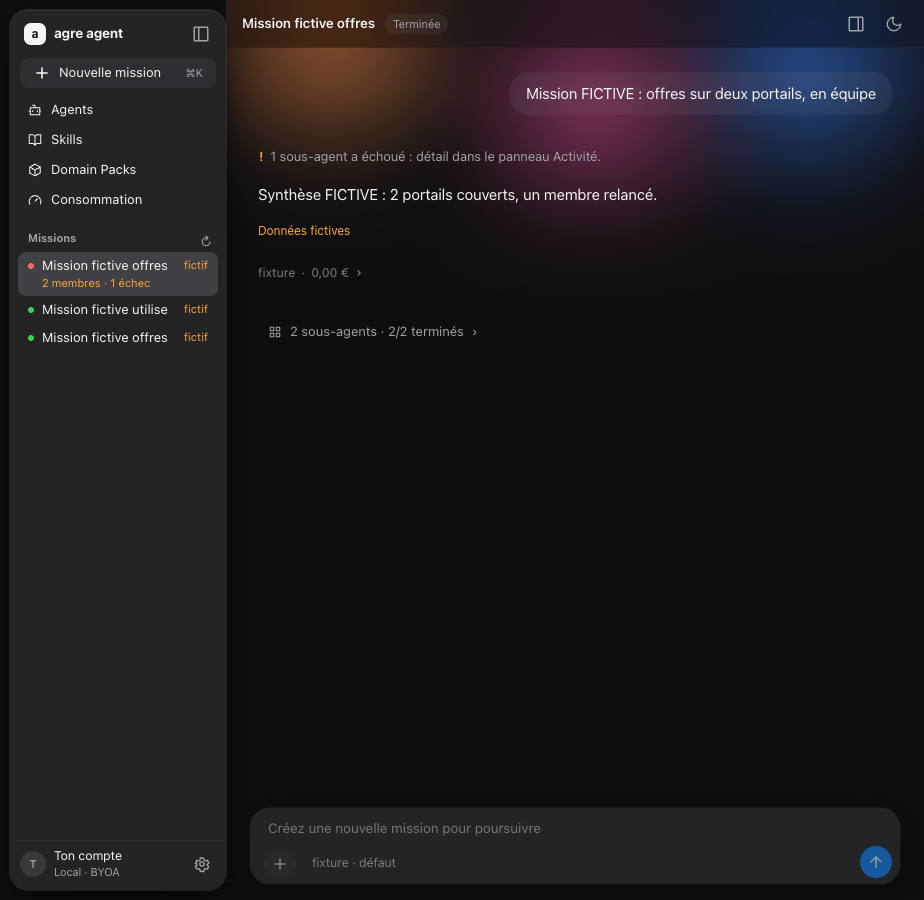 a agre agent
Nouvelle mission ⌘K
Agents
Skills
Domain Packs
Consommation
Missions
Mission fictive offres fictif
2 membres · 1 échec
Mission fictive utilise fictif
Mission fictive offres fictif
T Ton compte
Local · BYOA
Mission fictive offres Terminée
Mission FICTIVE : offres sur deux portails, en équipe
! 1 sous-agent a échoué : détail dans le panneau Activité.
Synthèse FICTIVE : 2 portails couverts, un membre relancé.
Données fictives
fixture · 0,00 € ›
2 sous-agents · 2/2 terminés ›
Créez une nouvelle mission pour poursuivre
fixture · défaut